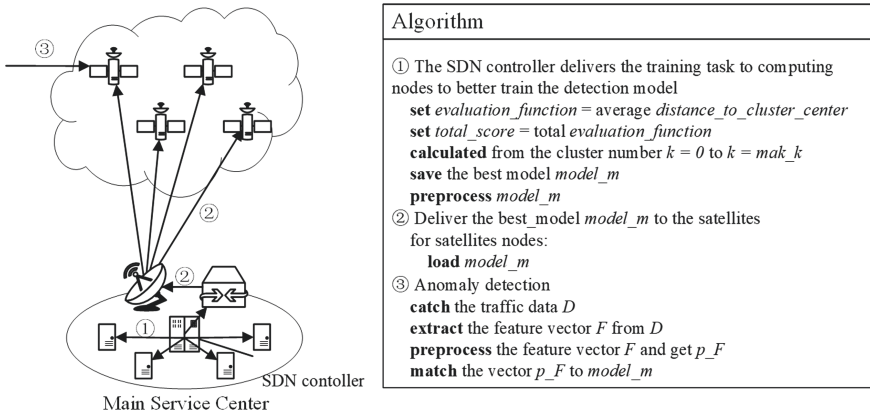 ③
②
②
①
SDN contoller
Main Service Center
Algorithm
① The SDN controller delivers the training task to computing
nodes to better train the detection model
set evaluation_function = average distance_to_cluster_center
set total_score = total evaluation_function
calculated from the cluster number k = 0 to k = mak_k
save the best model model_m
preprocess model_m
② Deliver the best_model model_m to the satellites
for satellites nodes:
load model_m
③ Anomaly detection
catch the traffic data D
extract the feature vector F from D
preprocess the feature vector F and get p_F
match the vector p_F to model_m